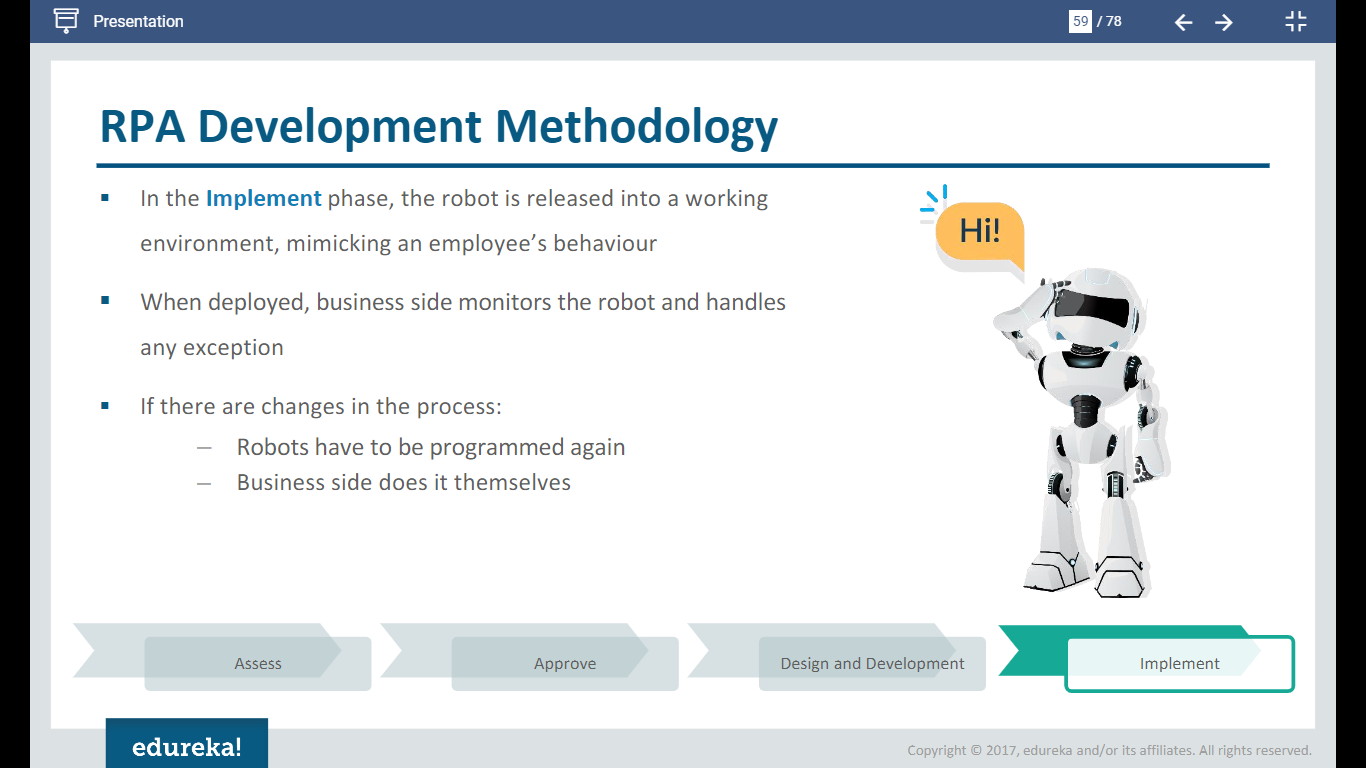 Presentation
59 / 78
RPA Development Methodology
▪ In the Implement phase, the robot is released into a working
environment, mimicking an employee’s behaviour
▪ When deployed, business side monitors the robot and handles
any exception
▪ If there are changes in the process:
– Robots have to be programmed again
– Business side does it themselves
Hi!
Assess
Approve
Design and Development
Implement
edureka!
Copyright © 2017, edureka and/or its affiliates. All rights reserved.